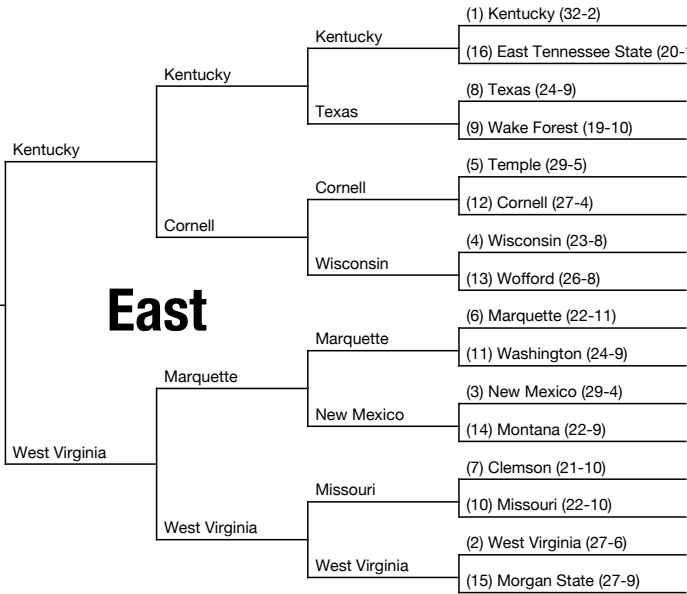 (1) Kentucky (32-2)
Kentucky
(16) East Tennessee State (20-
Kentucky
(8) Texas (24-9)
Texas
(9) Wake Forest (19-10)
Kentucky
(5) Temple (29-5)
Cornell
(12) Cornell (27-4)
Cornell
(4) Wisconsin (23-8)
Wisconsin
(13) Wofford (26-8)
East
(6) Marquette (22-11)
Marquette
(11) Washington (24-9)
Marquette
(3) New Mexico (29-4)
New Mexico
(14) Montana (22-9)
West Virginia
(7) Clemson (21-10)
Missouri
(10) Missouri (22-10)
West Virginia
(2) West Virginia (27-6)
West Virginia
(15) Morgan State (27-9)